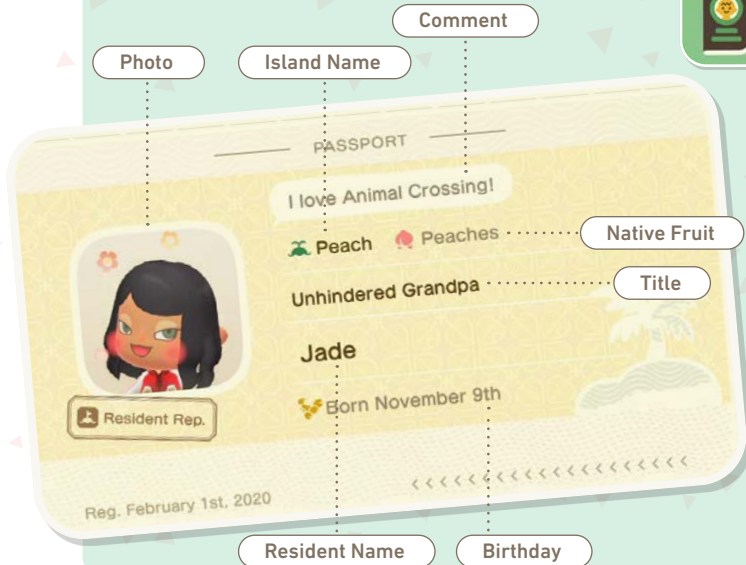 Comment
Photo
Island Name
PASSPORT
I love Animal Crossing!
Peach
Peaches
Native Fruit
Unhindered Grandpa
Title
Jade
Born November 9th
Resident Rep.
Reg. February 1st, 2020
<<<<<<<<<<<<<<<<<<<<
Resident Name
Birthday